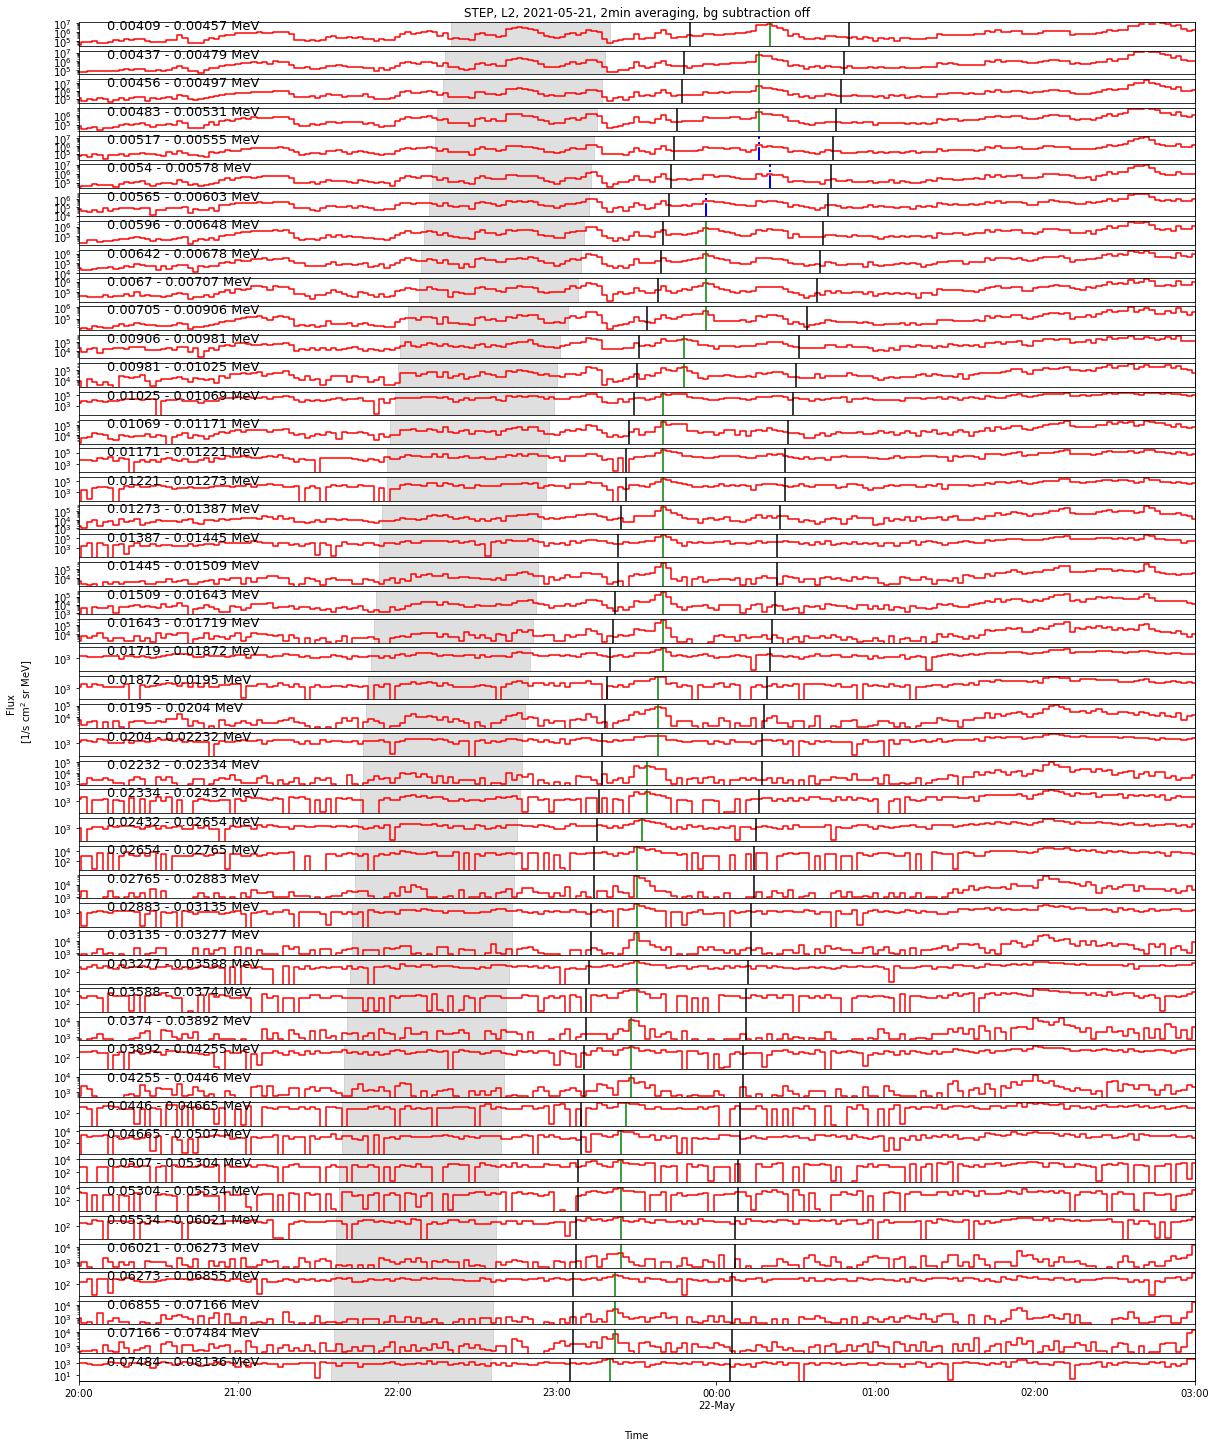 STEP, L2, 2021-05-21, 2min averaging, bg subtraction off
0.00409 - 0.00457 MeV
0.00437 - 0.00479 MeV
0.00456 - 0.00497 MeV
0.00483 - 0.00531 MeV
0.00517 - 0.00555 MeV
0.0054 - 0.00578 MeV
0.00565 - 0.00603 MeV
0.00596 - 0.00648 MeV
0.00642 - 0.00678 MeV
0.0067 - 0.00707 MeV
0.00705 - 0.00906 MeV
0.00906 - 0.00981 MeV
0.00981 - 0.01025 MeV
0.01025 - 0.01069 MeV
0.01069 - 0.01171 MeV
0.01171 - 0.01221 MeV
0.01221 - 0.01273 MeV
0.01273 - 0.01387 MeV
0.01387 - 0.01445 MeV
0.01445 - 0.01509 MeV
0.01509 - 0.01643 MeV
0.01643 - 0.01719 MeV
0.01719 - 0.01872 MeV
0.01872 - 0.0195 MeV
0.0195 - 0.0204 MeV
0.0204 - 0.02232 MeV
0.02232 - 0.02334 MeV
0.02334 - 0.02432 MeV
0.02432 - 0.02654 MeV
0.02654 - 0.02765 MeV
0.02765 - 0.02883 MeV
0.02883 - 0.03135 MeV
0.03135 - 0.03277 MeV
0.03277 - 0.03588 MeV
0.03588 - 0.0374 MeV
0.0374 - 0.03892 MeV
0.03892 - 0.04255 MeV
0.04255 - 0.0446 MeV
0.0446 - 0.04665 MeV
0.04665 - 0.0507 MeV
0.0507 - 0.05304 MeV
0.05304 - 0.05534 MeV
0.05534 - 0.06021 MeV
0.06021 - 0.06273 MeV
0.06273 - 0.06855 MeV
0.06855 - 0.07166 MeV
0.07166 - 0.07484 MeV
0.07484 - 0.08136 MeV
Flux
[1/s cm² sr MeV]
20:00 21:00 22:00 23:00 00:00 01:00 02:00 03:00
22-May
Time